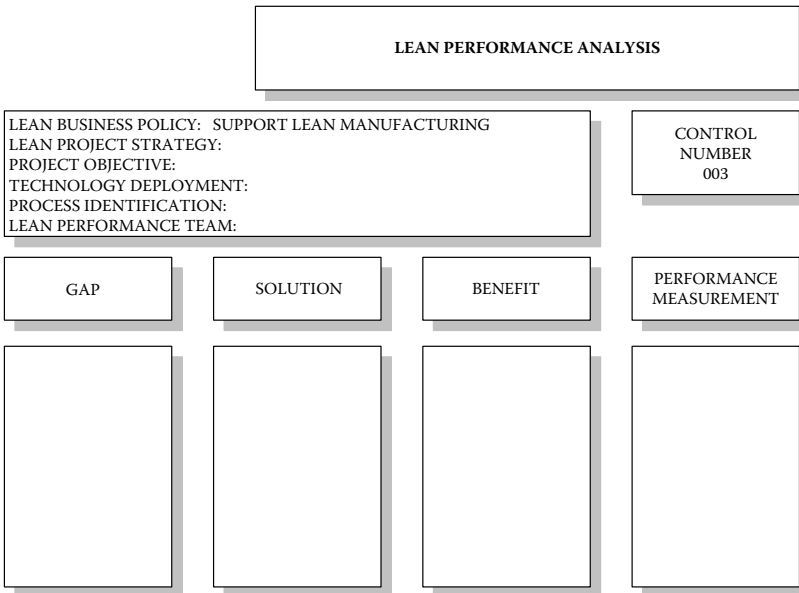 LEAN PERFORMANCE ANALYSIS
LEAN BUSINESS POLICY: SUPPORT LEAN MANUFACTURING
LEAN PROJECT STRATEGY:
PROJECT OBJECTIVE:
TECHNOLOGY DEPLOYMENT:
PROCESS IDENTIFICATION:
LEAN PERFORMANCE TEAM:
CONTROL
NUMBER
003
GAP
SOLUTION
BENEFIT
PERFORMANCE
MEASUREMENT